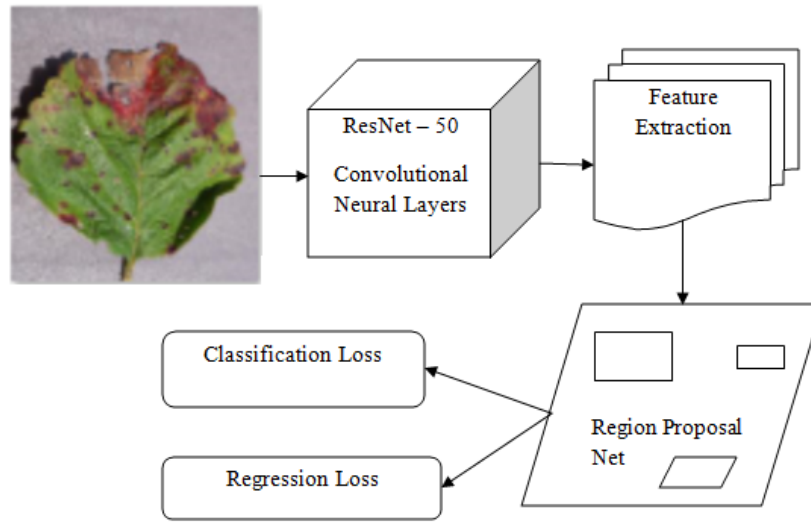 ResNet – 50
Convolutional
Neural Layers
Feature
Extraction
Region Proposal
Net
Classification Loss
Regression Loss